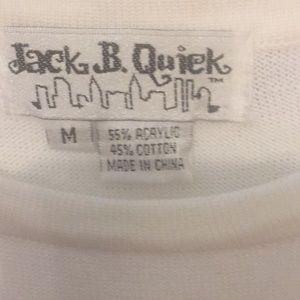 Jack B. Quick
TM
M
55% ACRYLIC
45% COTTON
MADE IN CHINA